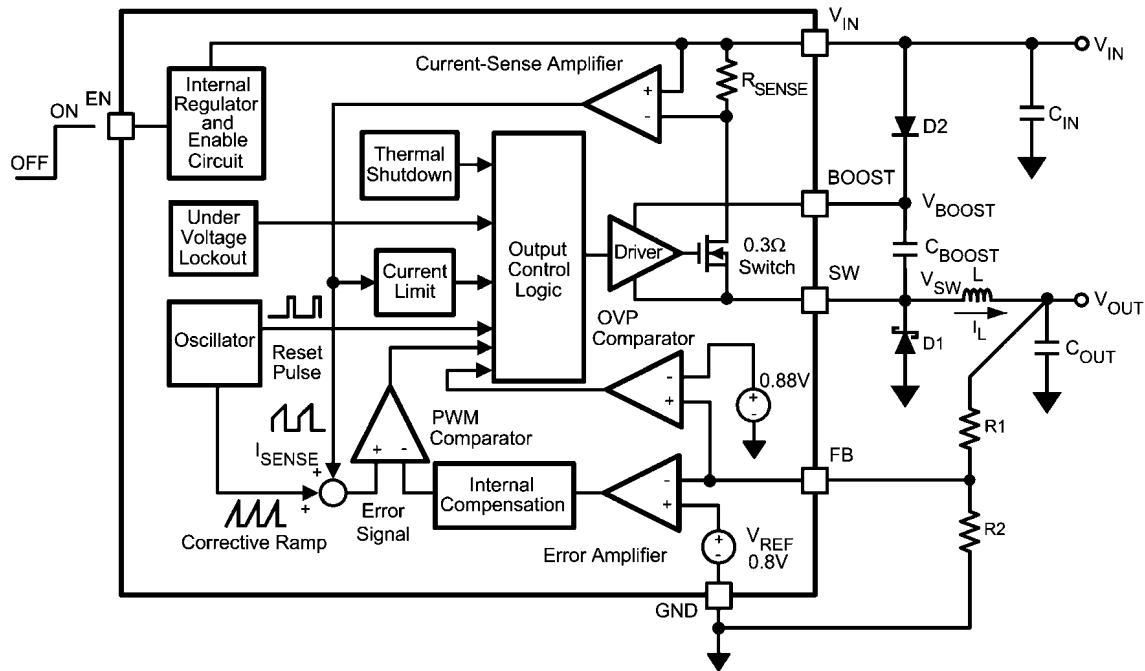 V_IN
V_IN
Current-Sense Amplifier
R_SENSE
Internal
Regulator
and
Enable
Circuit
EN
ON
OFF
+
-
D2
C_IN
Thermal
Shutdown
BOOST
V_BOOST
Under
Voltage
Lockout
Output
Control
Logic
Driver
0.3Ω
Switch
C_BOOST
Current
Limit
SW
V_SW
L
V_OUT
I_L
Oscillator
Reset
Pulse
OVP
Comparator
D1
C_OUT
-
+
0.88V
+
-
PWM
Comparator
+
-
R1
I_SENSE
+
+
FB
Internal
Compensation
-
+
Error
Signal
Corrective Ramp
Error Amplifier
+
-
V_REF
0.8V
R2
GND